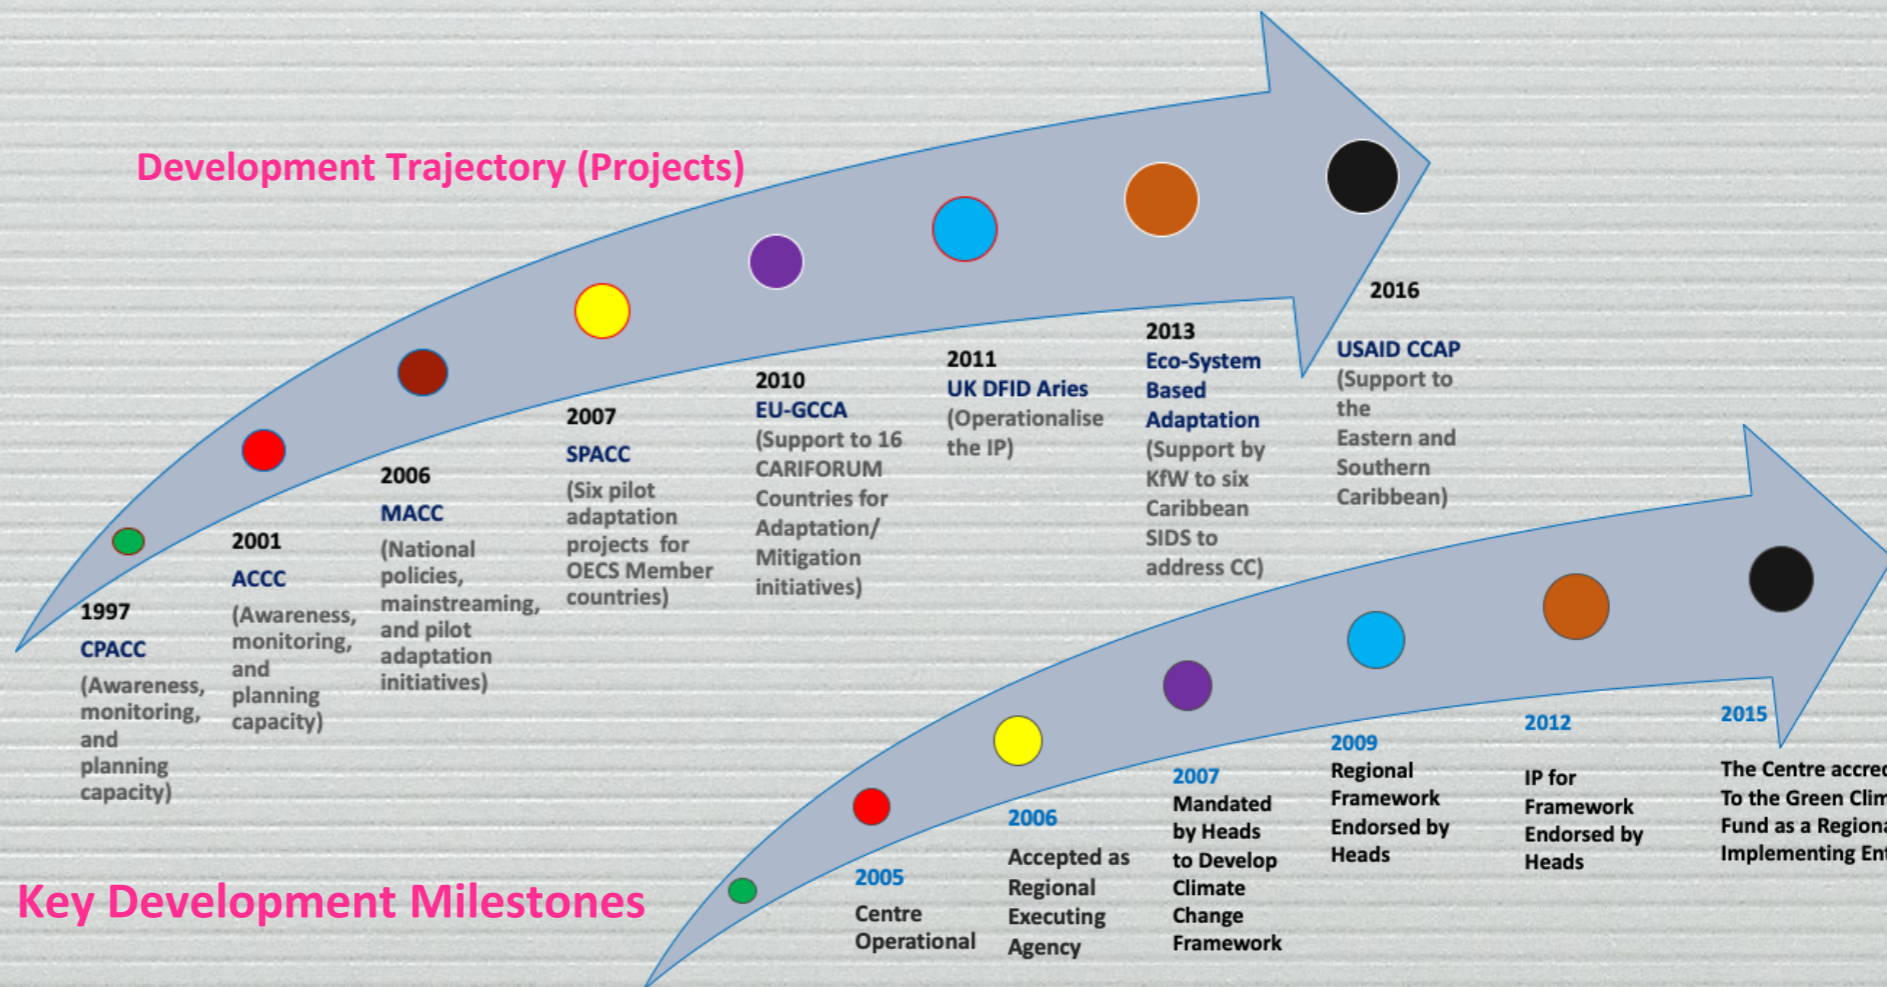 Development Trajectory (Projects)
1997
CPACC
(Awareness,
monitoring,
and
planning
capacity)
2001
ACCC
(Awareness,
monitoring,
and
planning
capacity)
2006
MACC
(National
policies,
mainstreaming,
and pilot
adaptation
initiatives)
2007
SPACC
(Six pilot
adaptation
projects for
OECS Member
countries)
2010
EU-GCCA
(Support to 16
CARIFORUM
Countries for
Adaptation/
Mitigation
initiatives)
2011
UK DFID Aries
(Operationalise
the IP)
2013
Eco-System
Based
Adaptation
(Support by
KfW to six
Caribbean
SIDS to
address CC)
2016
USAID CCAP
(Support to
the
Eastern and
Southern
Caribbean)
Key Development Milestones
2005
Centre
Operational
2006
Accepted as
Regional
Executing
Agency
2007
Mandated
by Heads
to Develop
Climate
Change
Framework
2009
Regional
Framework
Endorsed by
Heads
2012
IP for
Framework
Endorsed by
Heads
2015
The Centre
To the Green
Fund as a
Implementing